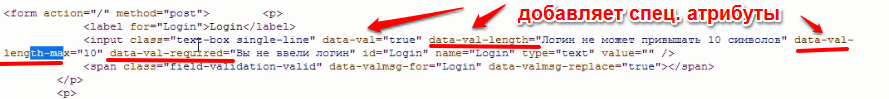 добавляет спец. атрибуты
<form action="/" method="post"> <p>
<label for="Login">Login</label>
<input class="text-box single-line" data-val="true" data-val-length="Логин не может привышать 10 символов" data-val-
length-max="10" data-val-required="Вы не ввели логин" id="Login" name="Login" type="text" value="" />
<span class="field-validation-valid" data-valmsg-for="Login" data-valmsg-replace="true"></span>
</p>
<p>